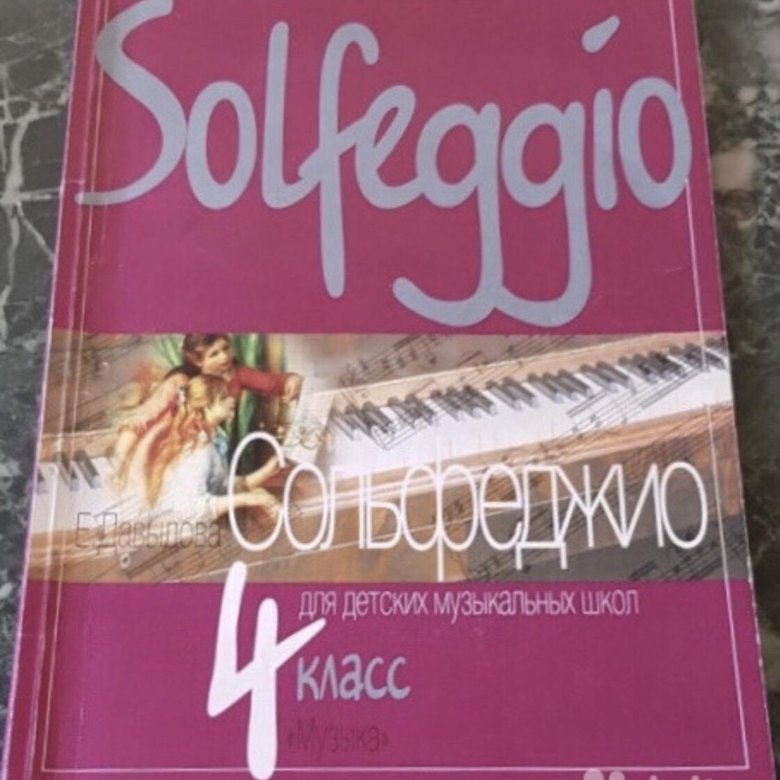 Solfeggio
Е. Давыдова
Сольфеджио
для детских музыкальных школ
4 класс
«Музыка»